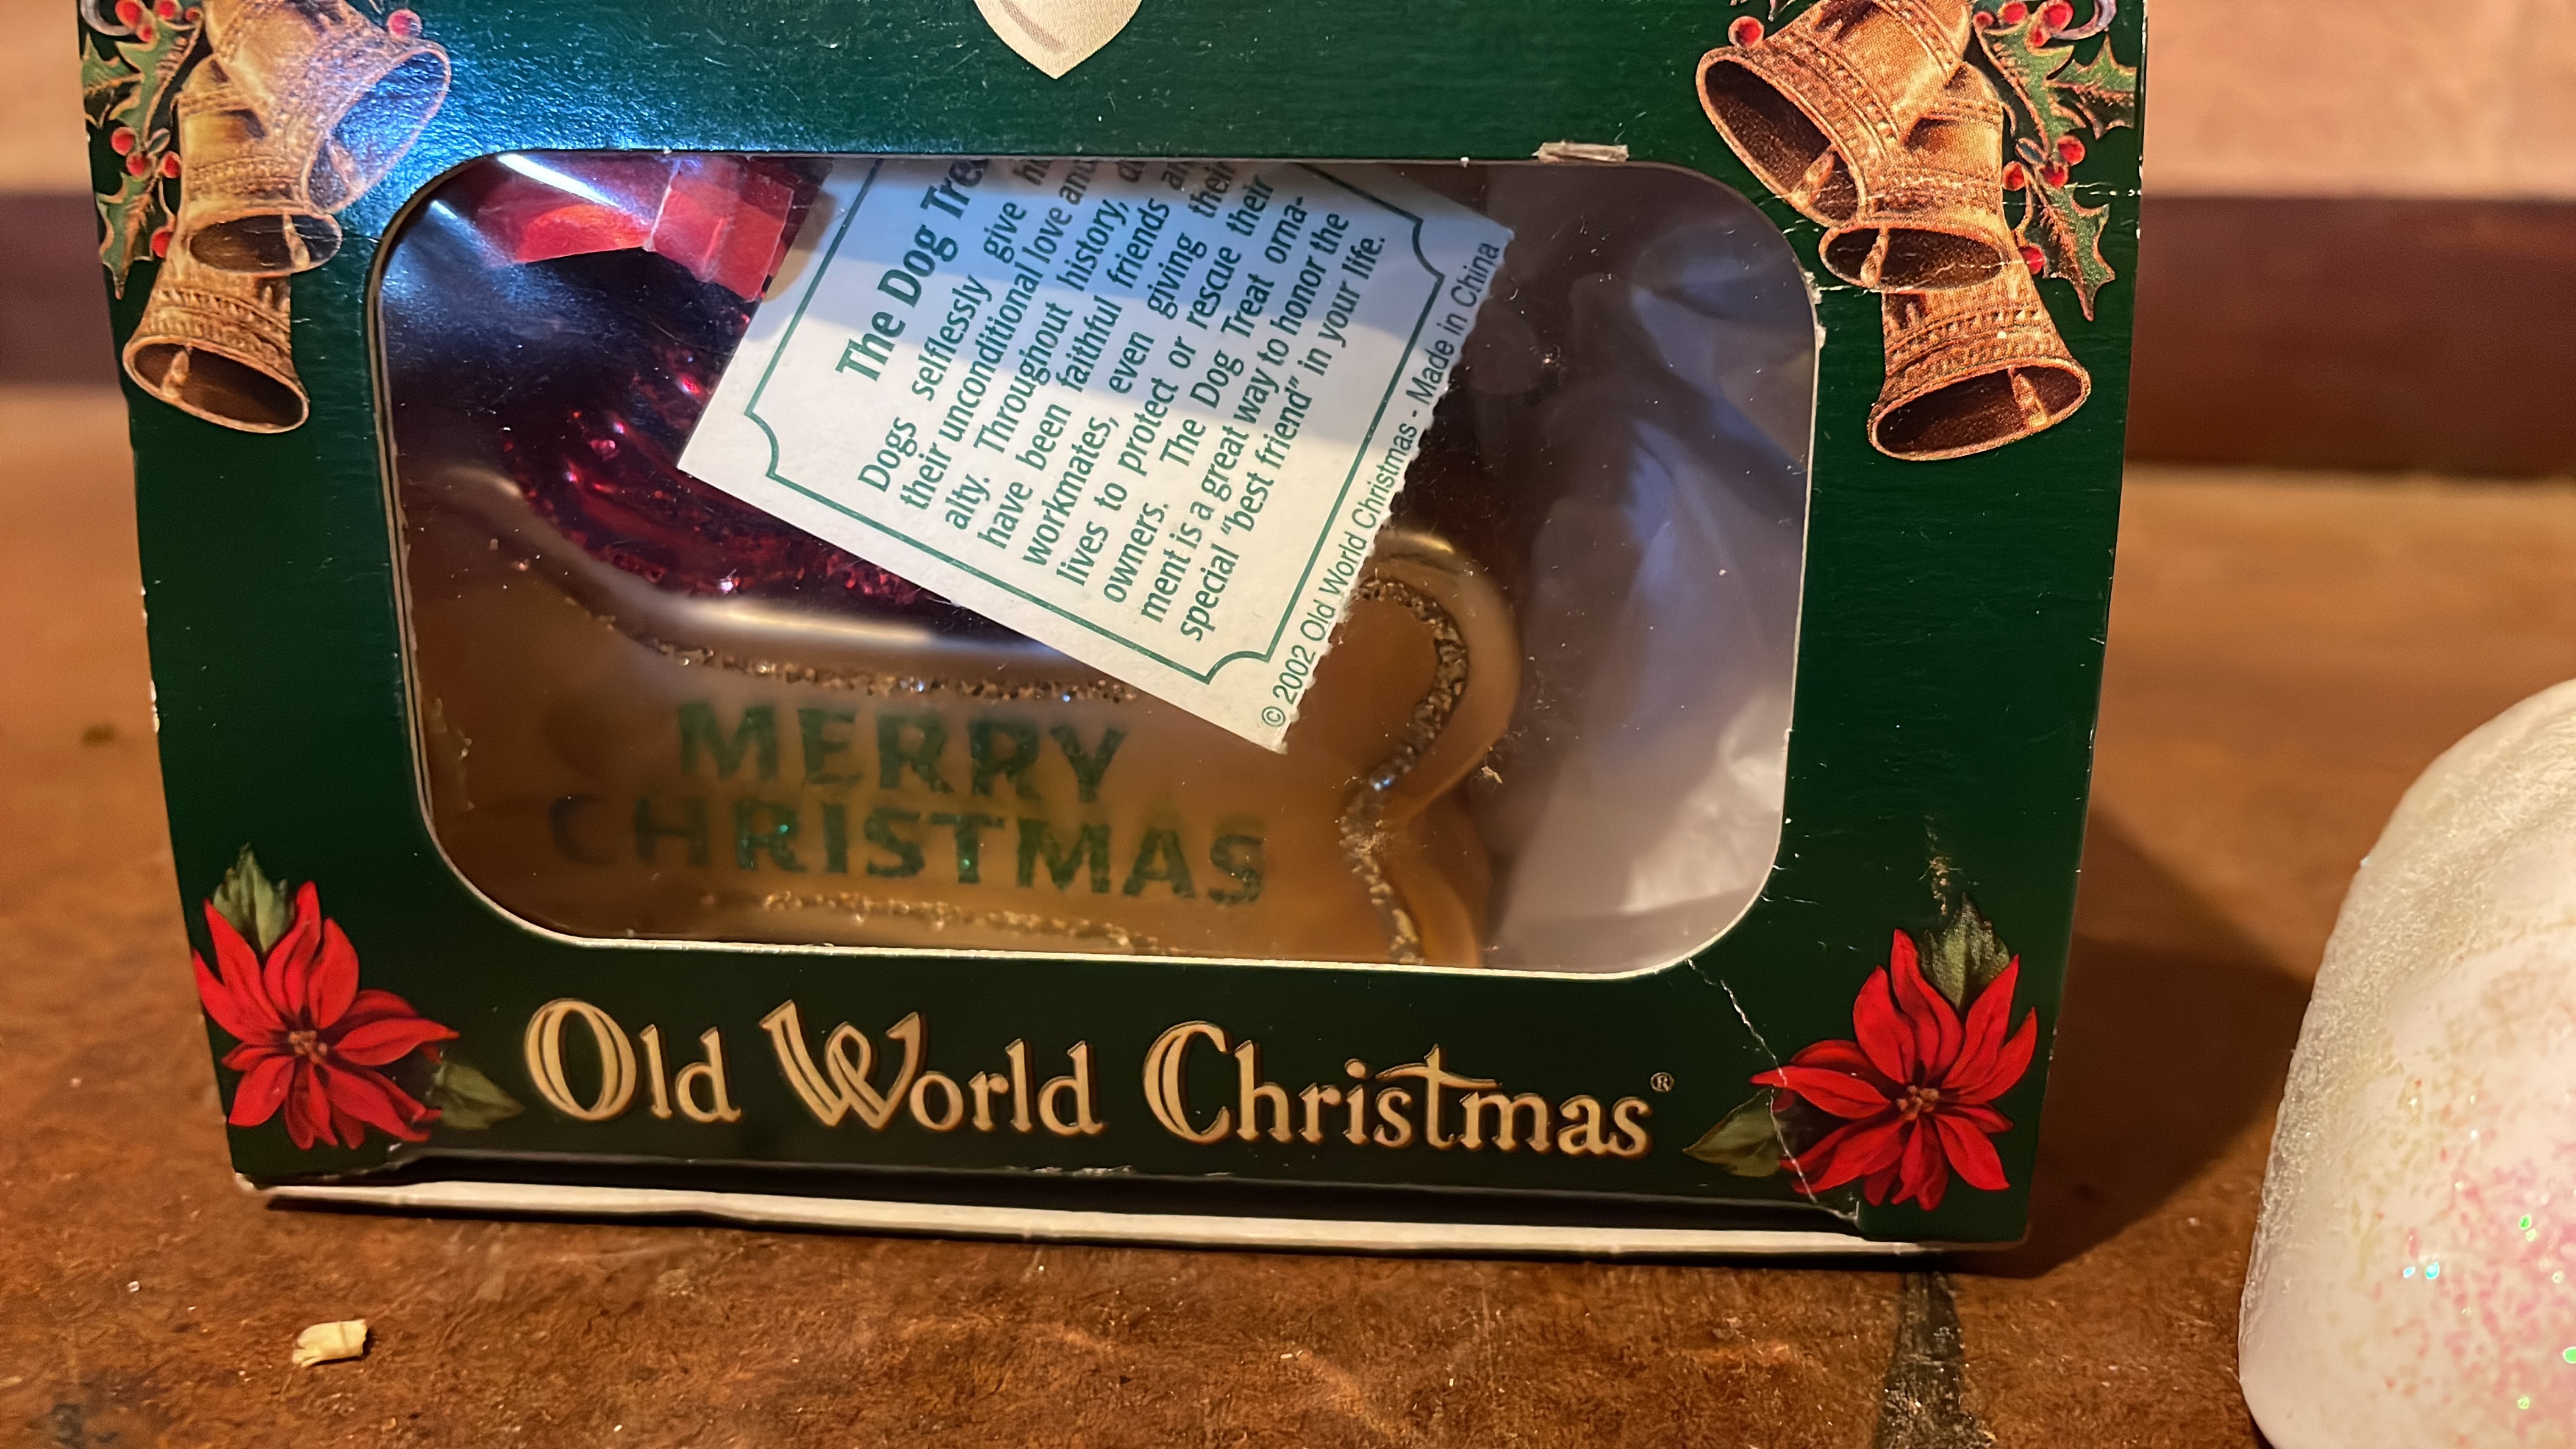 The Dog
Dogs selflessly give
their unconditional love and
alty. Throughout history,
have been faithful friends
workmates, even giving their
lives to protect or rescue their
owners. The Dog Treat orna-
ment is a great way to honor the
special "best friend" in your life.
© 2002 Old World Christmas - Made in China
MERRY
CHRISTMAS
Old World Christmas®